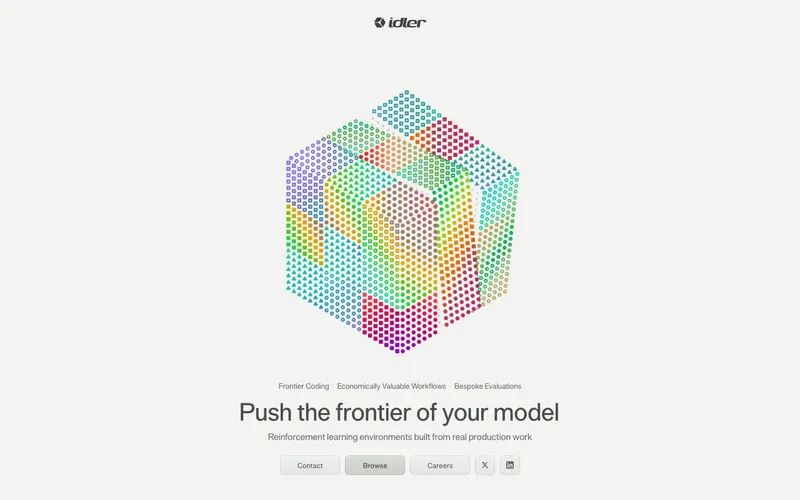 idler
Frontier Coding · Economically Valuable Workflows · Bespoke Evaluations
Push the frontier of your model
Reinforcement learning environments built from real production work
Contact Browse Careers X in